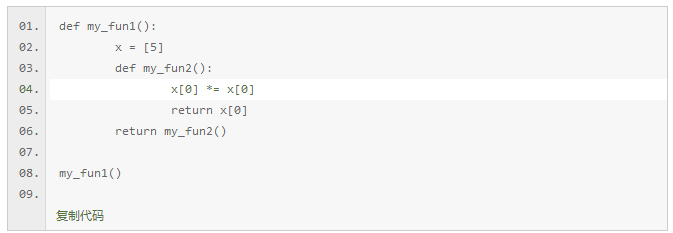 01. def my_fun1():
02.         x = [5]
03.         def my_fun2():
04.                 x[0] *= x[0]
05.                 return x[0]
06.         return my_fun2()
07.
08. my_fun1()
09.
复制代码